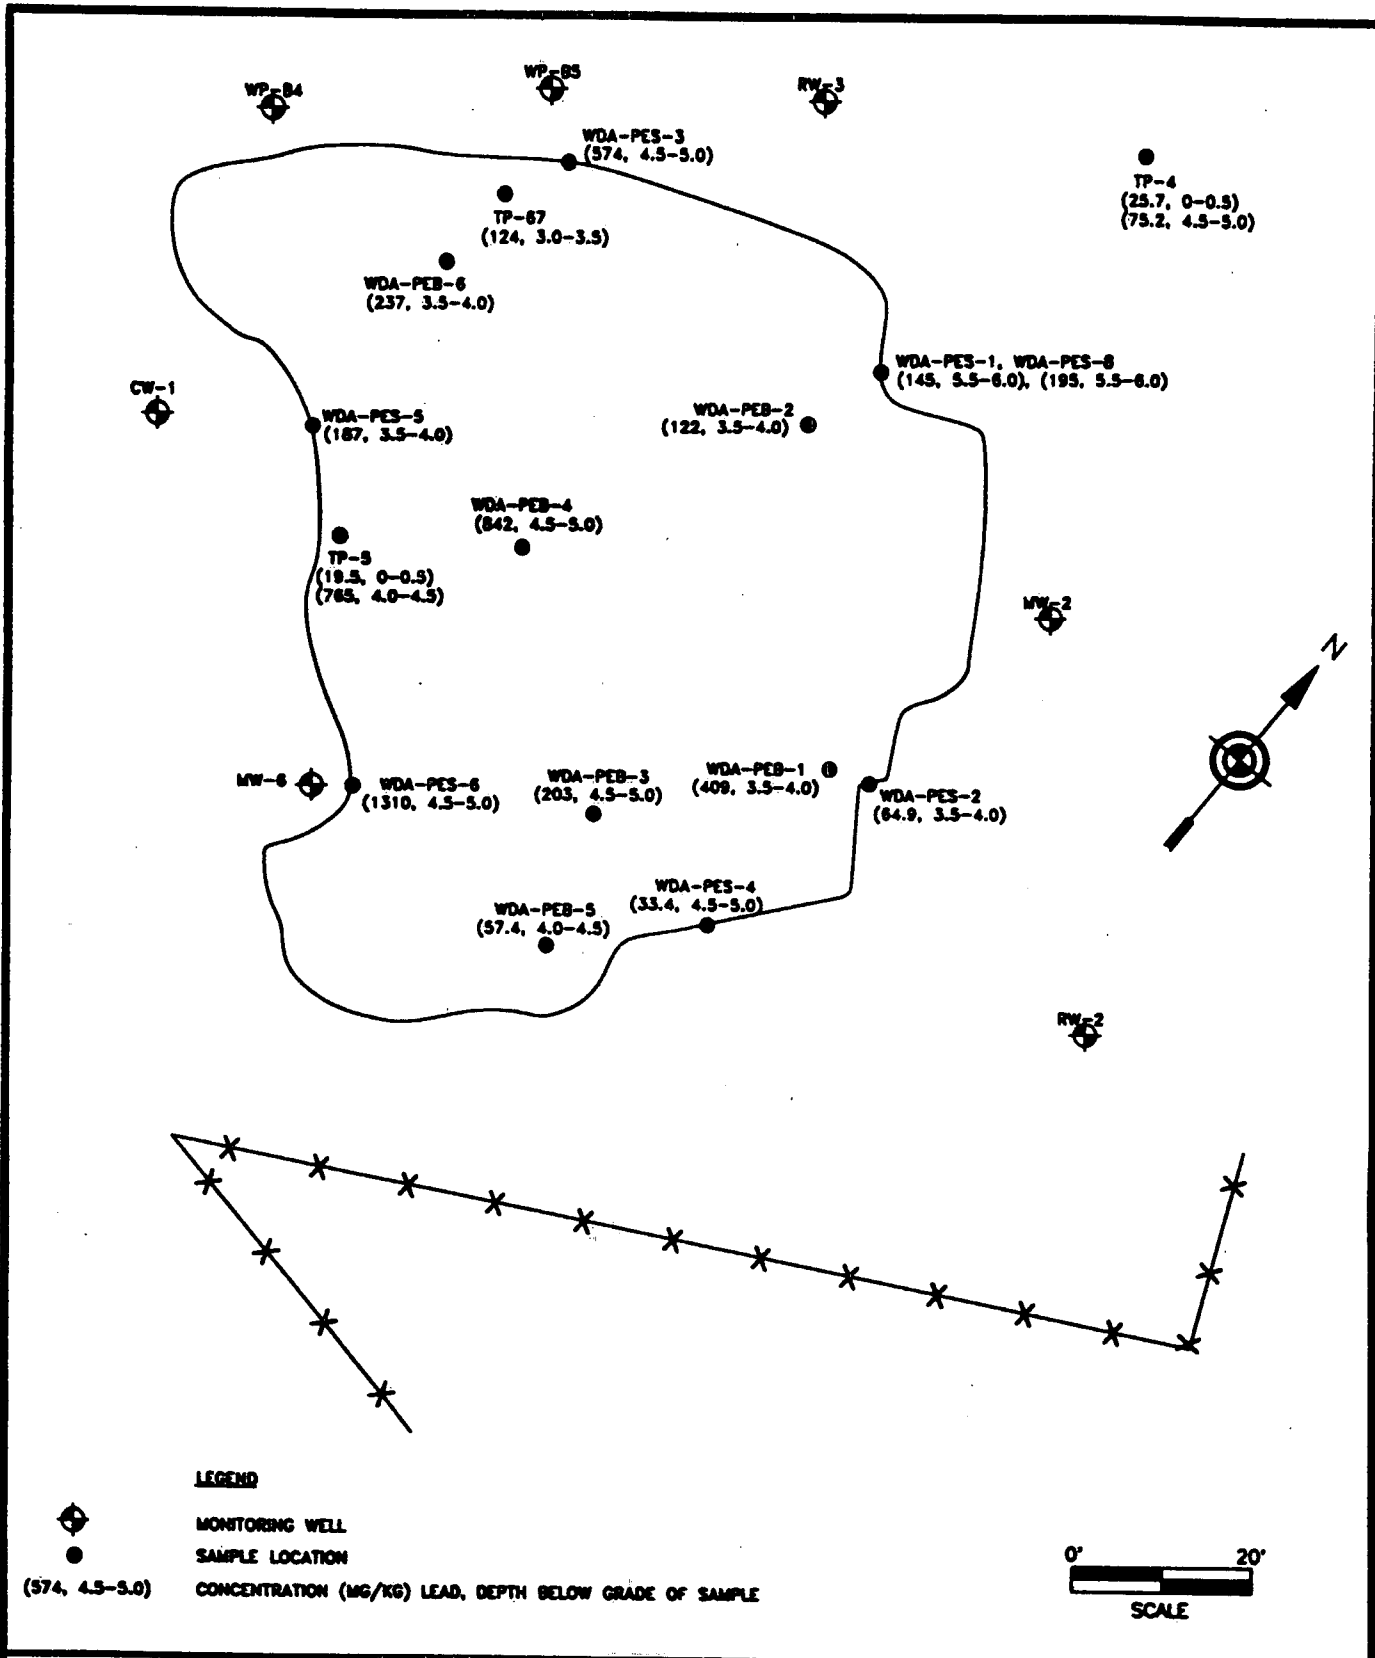 WP-B4
WP-B5
RW-3
WDA-PES-3
(574, 4.5-5.0)
TP-4
(25.7, 0-0.5)
(75.2, 4.5-5.0)
TP-67
(124, 3.0-3.5)
WDA-PEB-6
(237, 3.5-4.0)
WDA-PES-1, WDA-PES-8
(145, 5.5-6.0), (195, 5.5-6.0)
CW-1
WDA-PES-5
(187, 3.5-4.0)
WDA-PEB-2
(122, 3.5-4.0)
WDA-PEB-4
(842, 4.5-5.0)
TP-5
(19.5, 0-0.5)
(765, 4.0-4.5)
MW-2
N
MW-6
WDA-PES-6
(1310, 4.5-5.0)
WDA-PEB-3
(203, 4.5-5.0)
WDA-PEB-1
(409, 3.5-4.0)
WDA-PES-2
(64.9, 3.5-4.0)
WDA-PES-4
(33.4, 4.5-5.0)
WDA-PEB-5
(57.4, 4.0-4.5)
RW-2
LEGEND
MONITORING WELL
SAMPLE LOCATION
(574, 4.5-5.0) CONCENTRATION (MG/KG) LEAD, DEPTH BELOW GRADE OF SAMPLE
0' 20'
SCALE